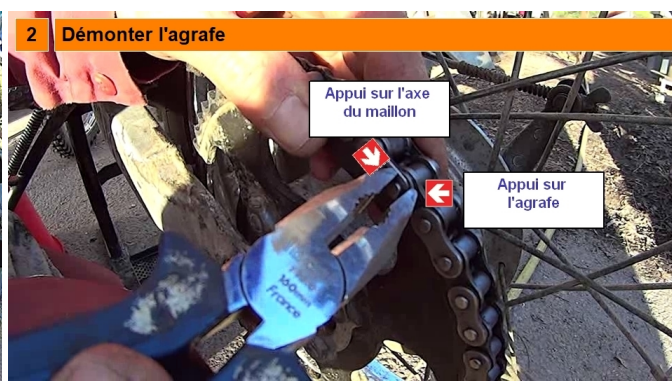 2 Démonter l'agrafe
Appui sur l'axe
du maillon
Appui sur
l'agrafe
160mm
France